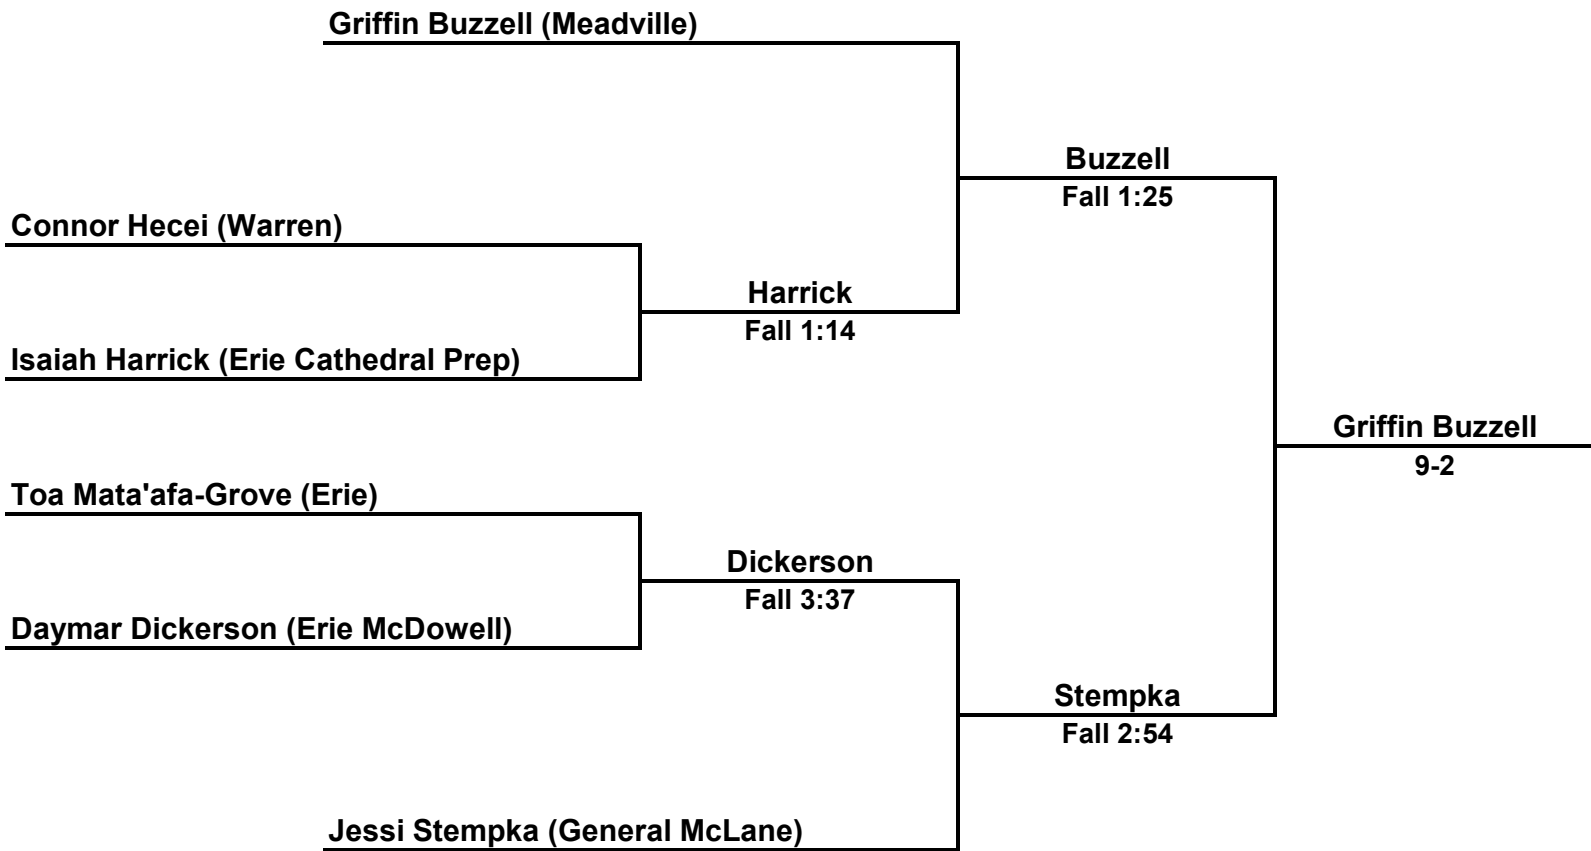 Griffin Buzzell (Meadville)
Buzzell
Fall 1:25
Connor Hecei (Warren)
Harrick
Fall 1:14
Isaiah Harrick (Erie Cathedral Prep)
Griffin Buzzell
9-2
Toa Mata'afa-Grove (Erie)
Dickerson
Fall 3:37
Daymar Dickerson (Erie McDowell)
Stempka
Fall 2:54
Jessi Stempka (General McLane)